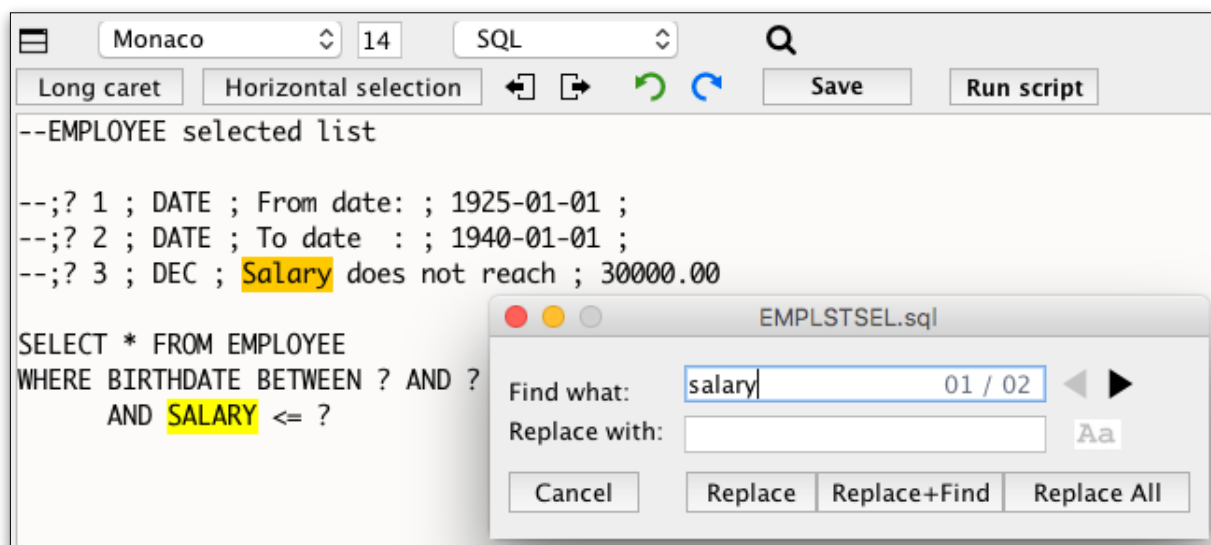 Monaco 14 SQL
Long caret Horizontal selection Save Run script
--EMPLOYEE selected list
--;? 1 ; DATE ; From date: ; 1925-01-01 ;
--;? 2 ; DATE ; To date  : ; 1940-01-01 ;
--;? 3 ; DEC ; Salary does not reach ; 30000.00
SELECT * FROM EMPLOYEE
WHERE BIRTHDATE BETWEEN ? AND ?
AND SALARY <= ?
EMPLSTSEL.sql
Find what: salary 01 / 02
Replace with: Aa
Cancel Replace Replace+Find Replace All